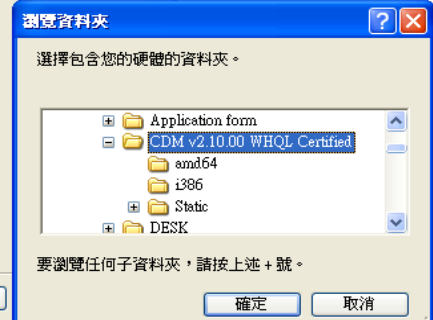 瀏覽資料夾
選擇包含您的硬體的資料夾。
Application form
CDM v2.10.00 WHQL Certified
amd64
i386
Static
DESK
要瀏覽任何子資料夾，請按上述 + 號。
確定
取消